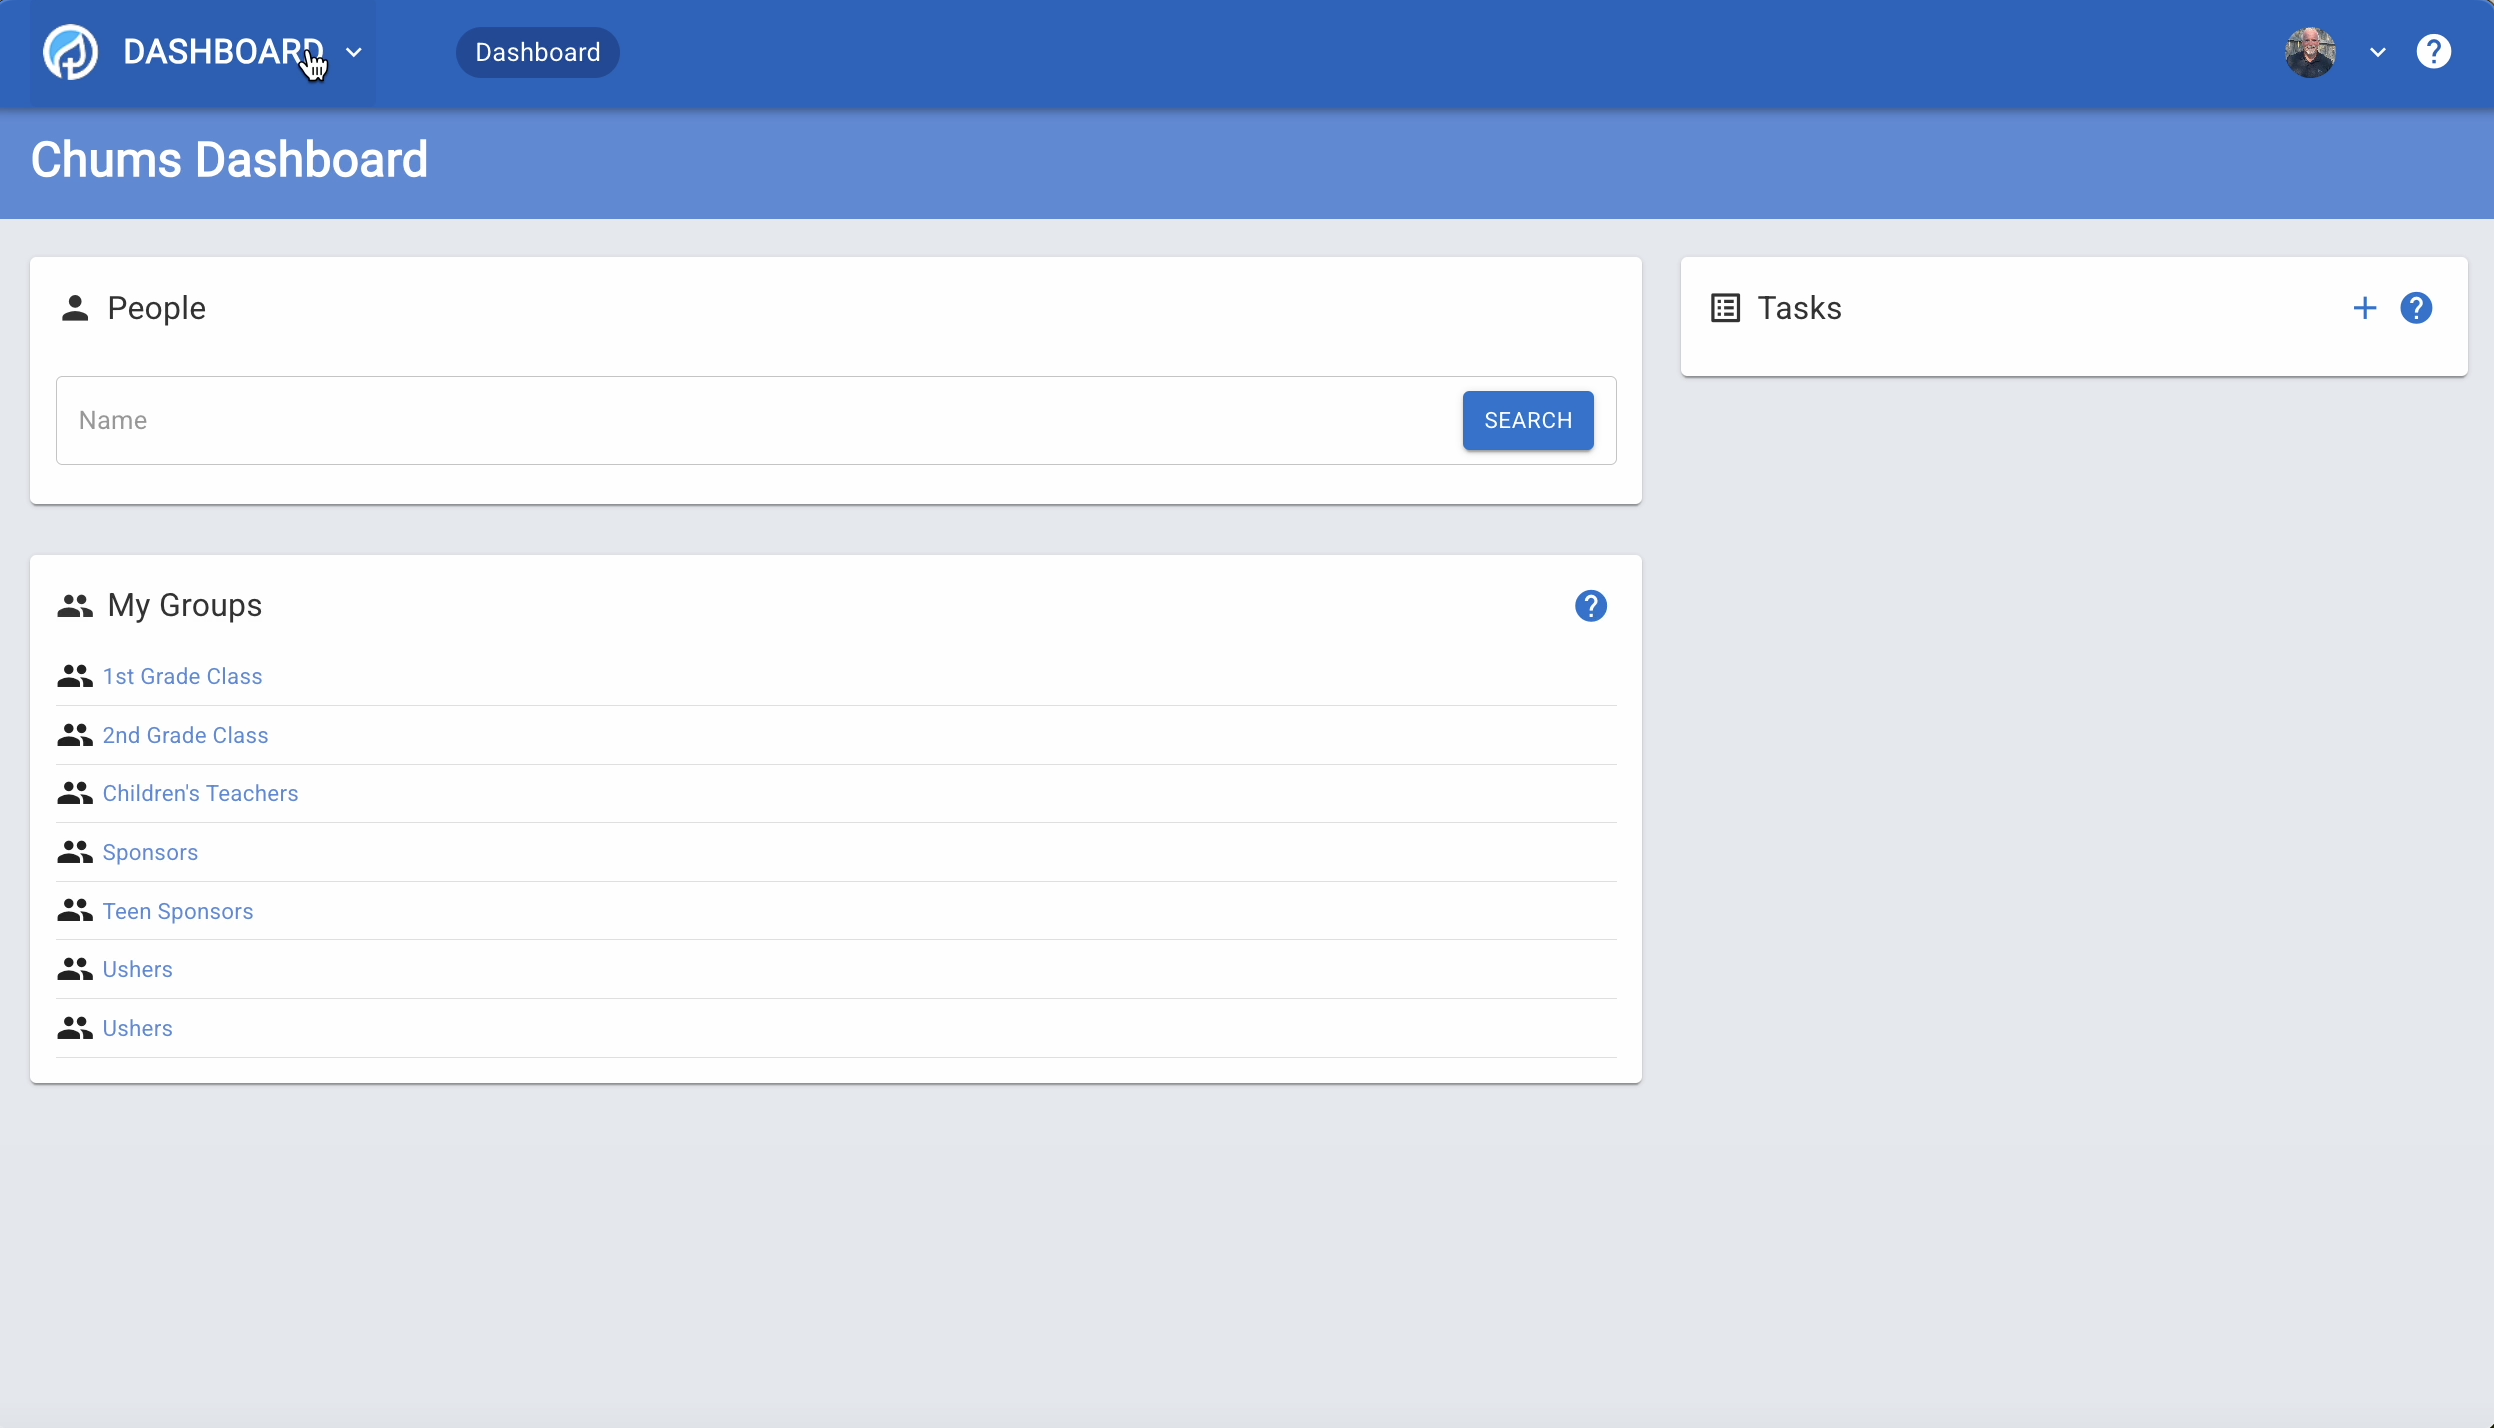 DASHBOARD
Dashboard
?
Chums Dashboard
People
Name
SEARCH
Tasks
+
?
My Groups
?
1st Grade Class
2nd Grade Class
Children's Teachers
Sponsors
Teen Sponsors
Ushers
Ushers